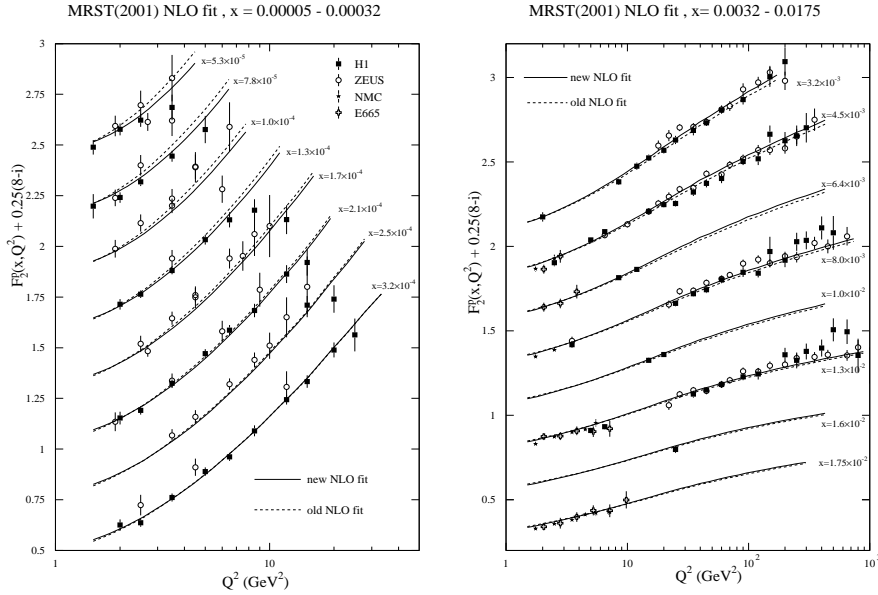 MRST(2001) NLO fit , x = 0.00005 - 0.00032
F₂ᵖ(x,Q²) + 0.25(8-i)
3
2.75
2.5
2.25
2
1.75
1.5
1.25
1
0.75
0.5
x=5.3×10⁻⁵
x=7.8×10⁻⁵
x=1.0×10⁻⁴
x=1.3×10⁻⁴
x=1.7×10⁻⁴
x=2.1×10⁻⁴
x=2.5×10⁻⁴
x=3.2×10⁻⁴
H1
ZEUS
NMC
E665
new NLO fit
old NLO fit
1
10
Q² (GeV²)
MRST(2001) NLO fit , x= 0.0032 - 0.0175
F₂ᵖ(x,Q²) + 0.25(8-i)
3
2.5
2
1.5
1
0.5
new NLO fit
old NLO fit
x=3.2×10⁻³
x=4.5×10⁻³
x=6.4×10⁻³
x=8.0×10⁻³
x=1.0×10⁻²
x=1.3×10⁻²
x=1.6×10⁻²
x=1.75×10⁻²
1
10
10²
10³
Q² (GeV²)